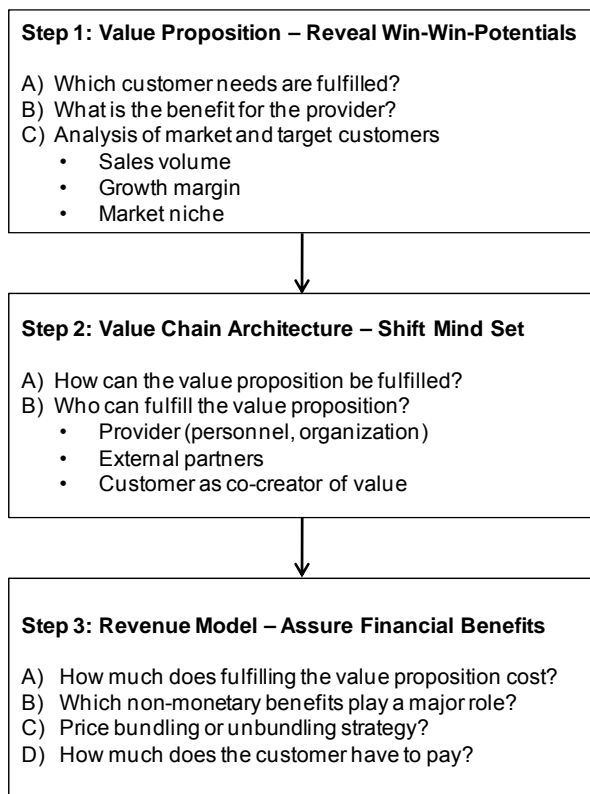 Step 1: Value Proposition – Reveal Win-Win-Potentials
A) Which customer needs are fulfilled?
B) What is the benefit for the provider?
C) Analysis of market and target customers
• Sales volume
• Growth margin
• Market niche
Step 2: Value Chain Architecture – Shift Mind Set
A) How can the value proposition be fulfilled?
B) Who can fulfill the value proposition?
• Provider (personnel, organization)
• External partners
• Customer as co-creator of value
Step 3: Revenue Model – Assure Financial Benefits
A) How much does fulfilling the value proposition cost?
B) Which non-monetary benefits play a major role?
C) Price bundling or unbundling strategy?
D) How much does the customer have to pay?